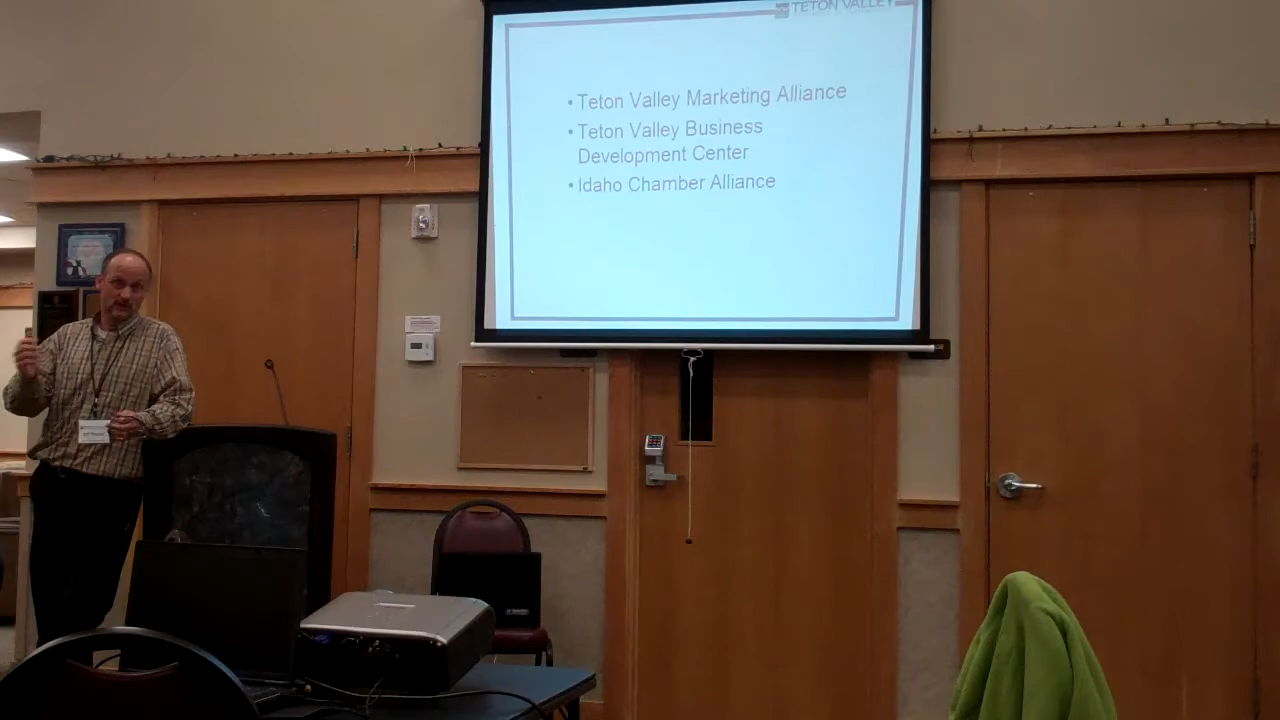 TETON VALLEY
• Teton Valley Marketing Alliance
• Teton Valley Business
Development Center
• Idaho Chamber Alliance